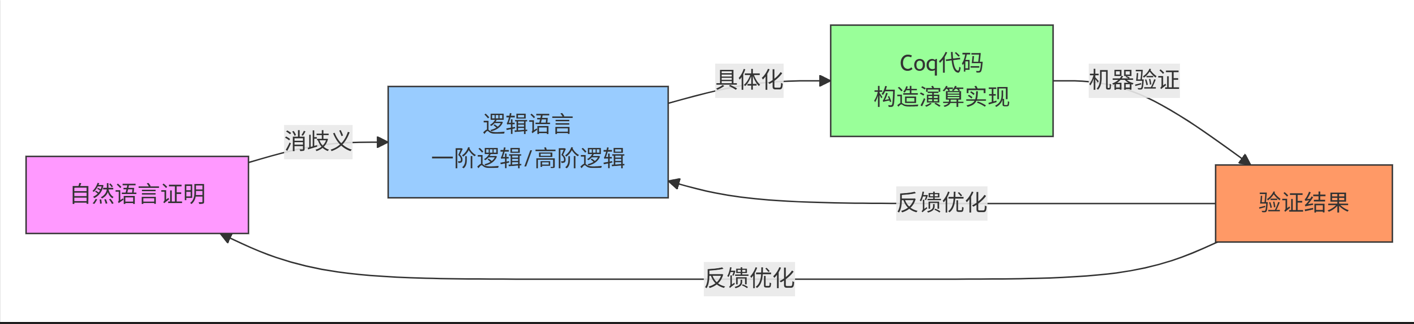 自然语言证明
消歧义
逻辑语言
一阶逻辑/高阶逻辑
具体化
Coq代码
构造演算实现
机器验证
验证结果
反馈优化
反馈优化